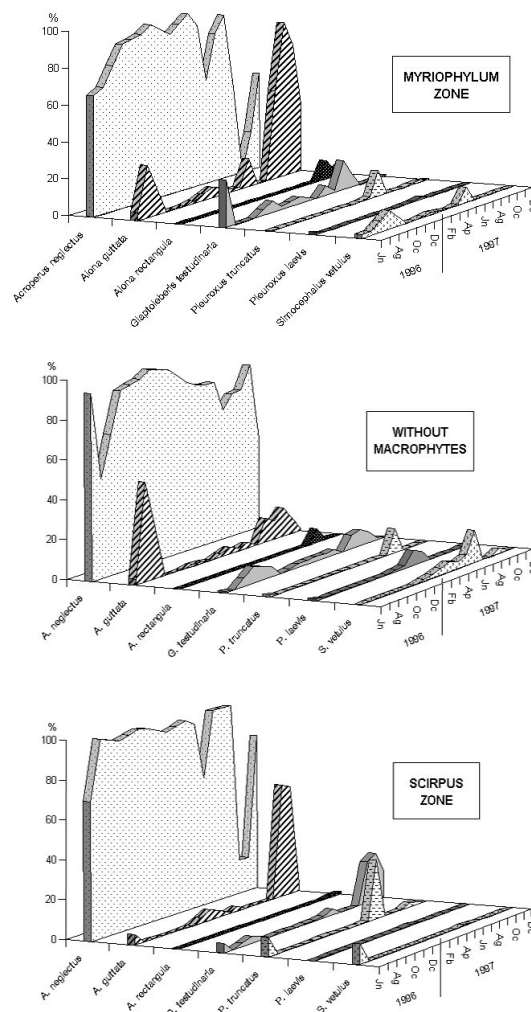 %
100
80
60
40
20
0
MYRIOPHYLUM
ZONE
Acroperus neglectus
Alona guttata
Alona rectangula
Glaptoleberis testudinaria
Pleuroxus truncatus
Pleuroxus laevis
Simocephalus vetulus
Jn
Ag
Oc
Dc
Fb
Ap
Jn
Ag
Oc
1996
1997
%
100
80
60
40
20
0
WITHOUT
MACROPHYTES
A. neglectus
A. guttata
A. rectangula
G. testudinaria
P. truncatus
P. laevis
S. vetulus
Jn
Ag
Oc
Dc
Fb
Ap
Jn
Ag
Oc
1996
1997
%
100
80
60
40
20
0
SCIRPUS
ZONE
A. neglectus
A. guttata
A. rectangula
G. testudinaria
P. truncatus
P. laevis
S. vetulus
Jn
Ag
Oc
Dc
Fb
Ap
Jn
Ag
Oc
1996
1997